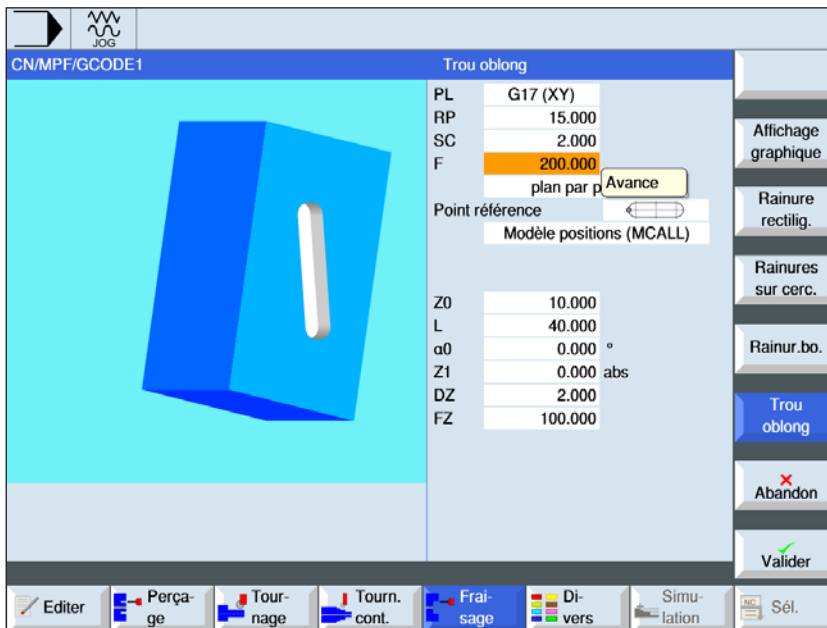 JOG
CN/MPF/GCODE1
Trou oblong
PL G17 (XY)
RP 15.000
SC 2.000
F 200.000
plan par p
Avance
Point référence
Modèle positions (MCALL)
Z0 10.000
L 40.000
α0 0.000 °
Z1 0.000 abs
DZ 2.000
FZ 100.000
Affichage
graphique
Rainure
rectilig.
Rainures
sur cerc.
Rainur.bo.
Trou
oblong
Abandon
Valider
Editer
Perça-
ge
Tour-
nage
Tourn.
cont.
Frai-
sage
Di-
vers
Simu-
lation
NC
Sél.